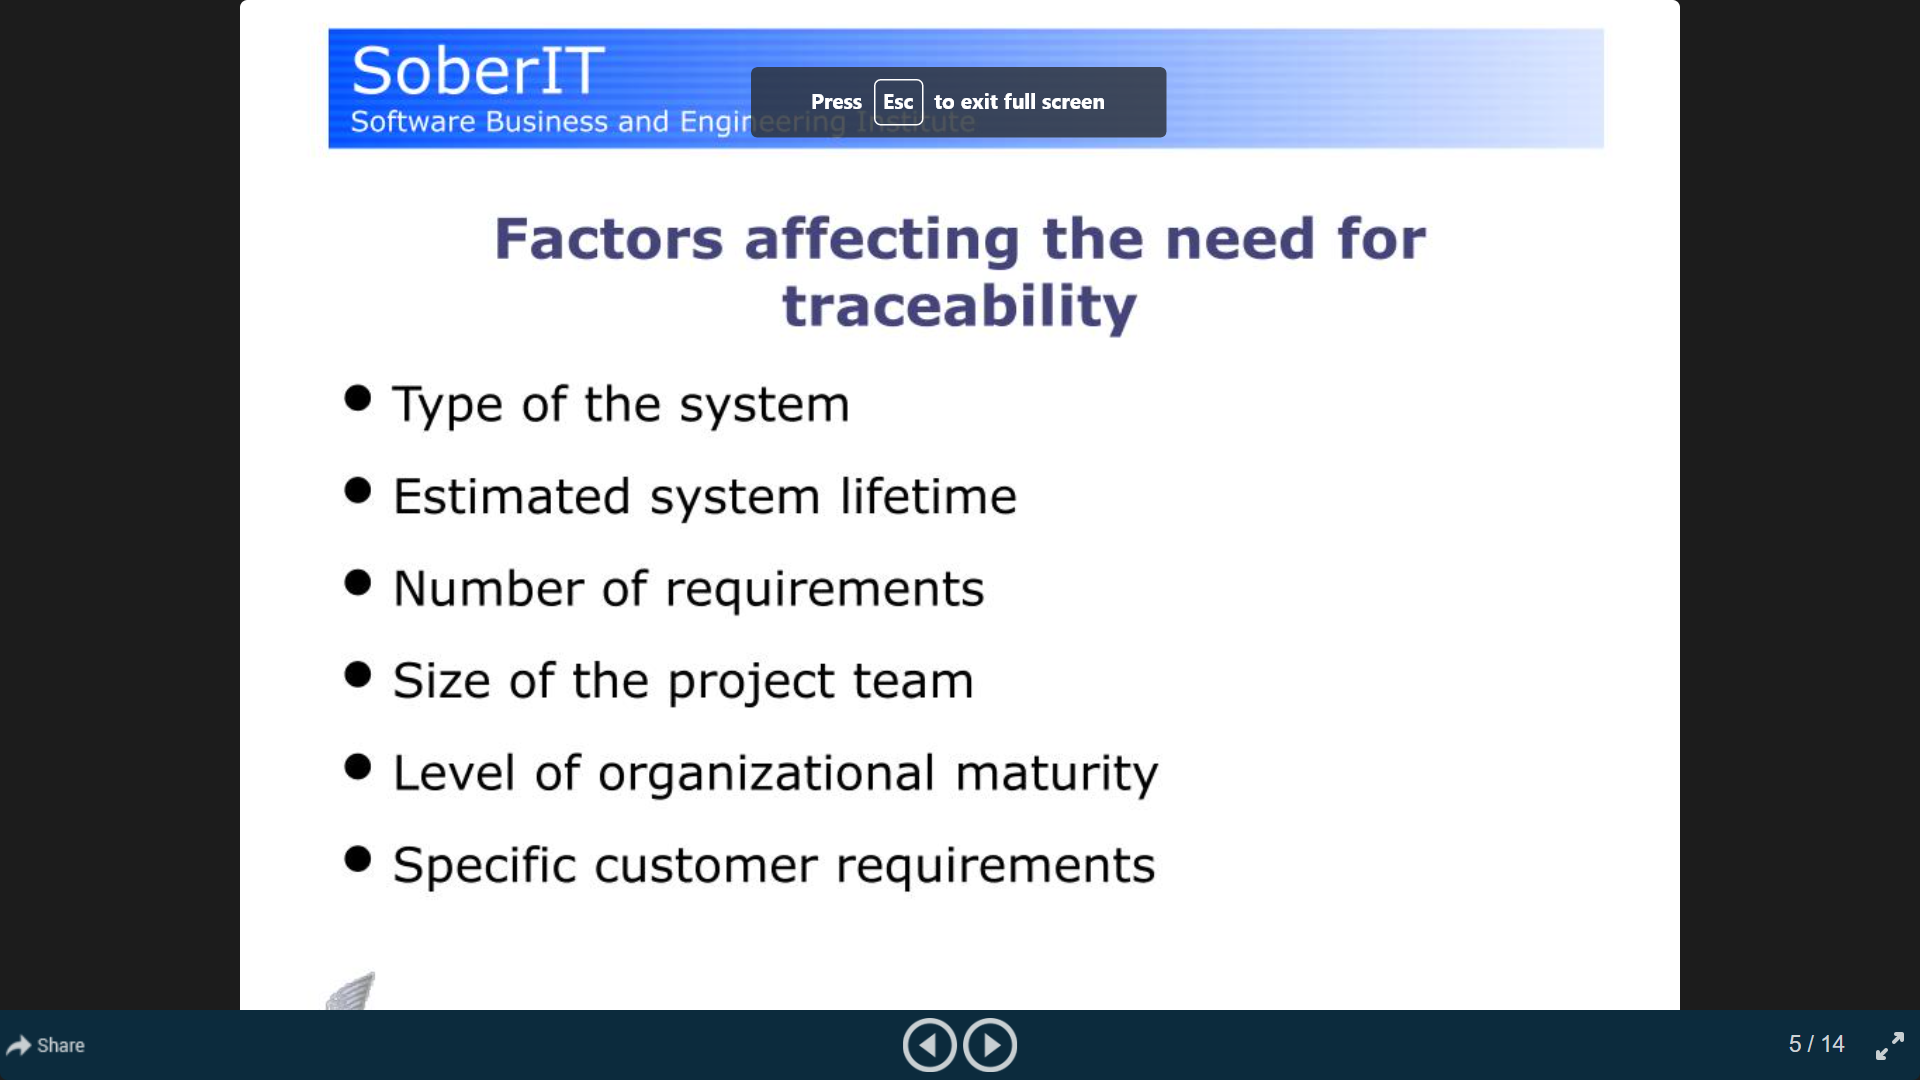 SoberIT
Software Business and Engineering Institute
Press Esc to exit full screen
Factors affecting the need for
traceability
Type of the system
Estimated system lifetime
Number of requirements
Size of the project team
Level of organizational maturity
Specific customer requirements
Share
5 / 14